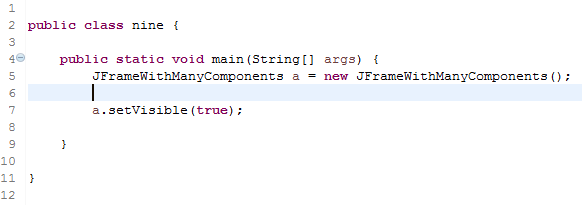 1
2 public class nine {
3
4 public static void main(String[] args) {
5 JFrameWithManyComponents a = new JFrameWithManyComponents();
6
7 a.setVisible(true);
8
9 }
10
11 }
12